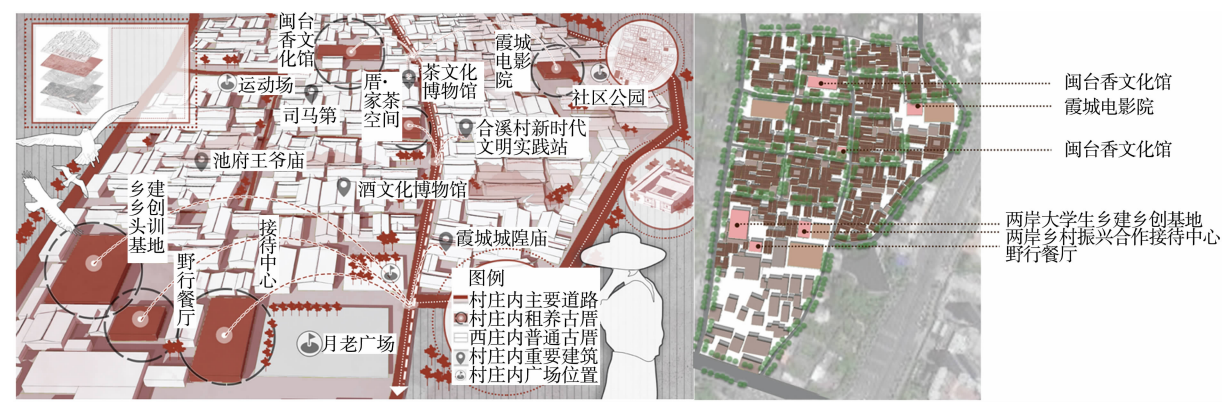 闽台
香文
化馆
运动场
司马第
厝·
家茶
空间
茶文化
博物馆
霞城
电影
院
社区公园
合溪村新时代
文明实践站
池府王爷庙
酒文化博物馆
霞城城隍庙
乡建
乡创
头训
基地
野行餐厅
接待中心
月老广场
图例
村庄内主要道路
村庄内租养古厝
西庄内普通古厝
村庄内重要建筑
村庄内广场位置
闽台香文化馆
霞城电影院
闽台香文化馆
两岸大学生乡建乡创基地
两岸乡村振兴合作接待中心
野行餐厅